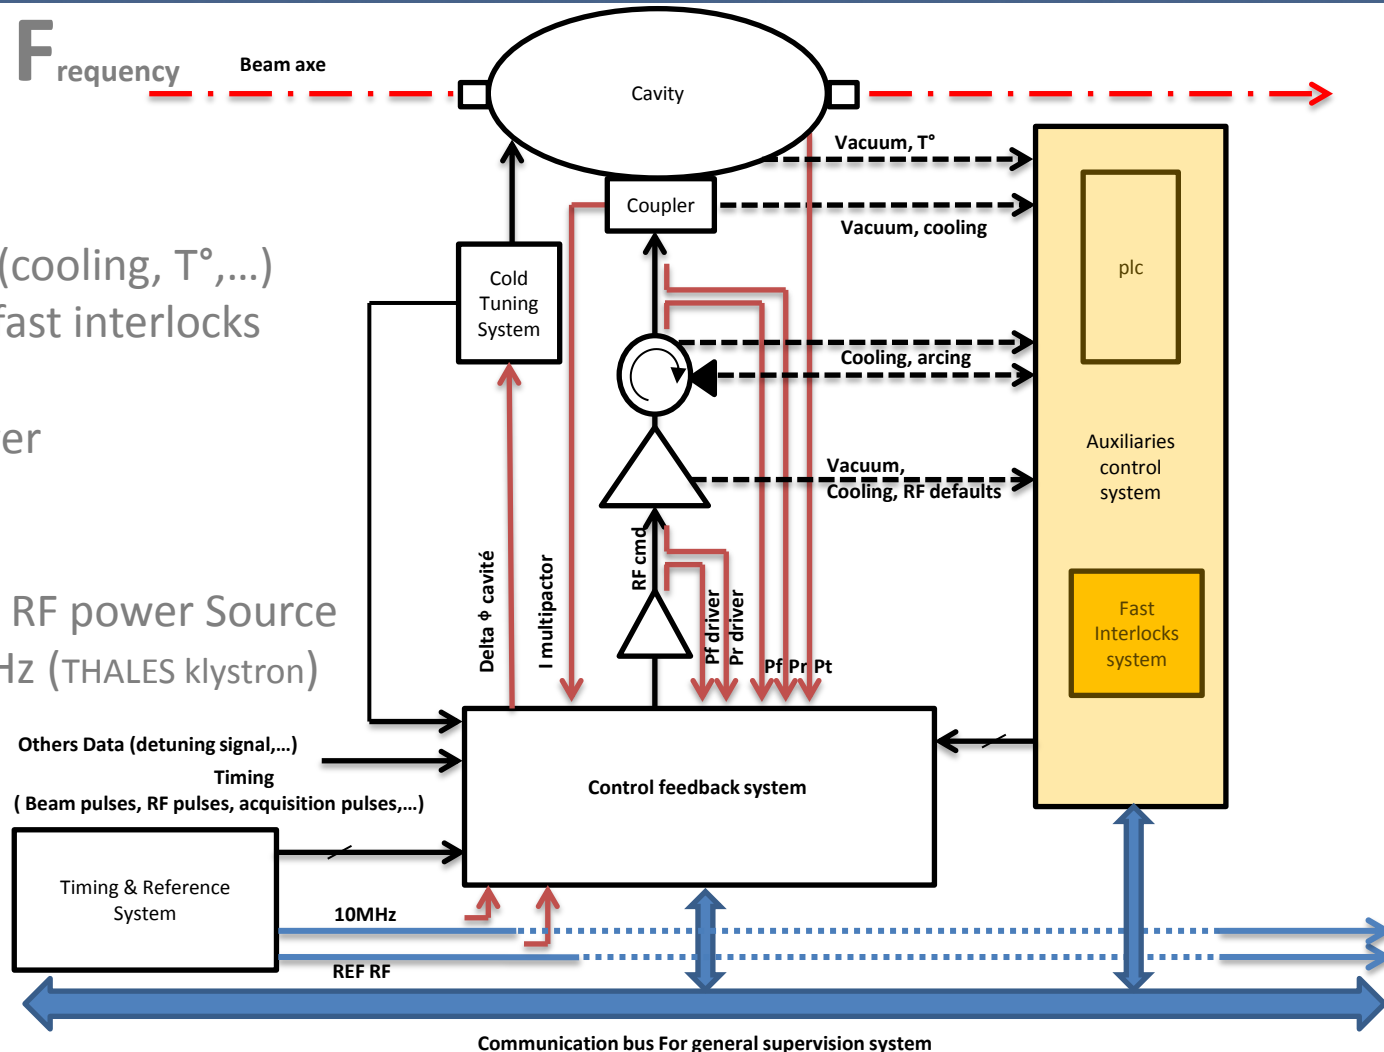 Frequency
Beam axe
Cavity
Vacuum, T°
Coupler
Vacuum, cooling
plc
(cooling, T°,...)
Cold
Tuning
System
fast interlocks
Cooling, arcing
er
Auxiliaries
control
system
Vacuum,
Cooling, RF defaults
RF cmd
Delta Φ cavité
I multipactor
Pf driver
Pr driver
Pf Pr Pt
Fast
Interlocks
system
RF power Source
Hz (THALES klystron)
Others Data (detuning signal,...)
Timing
( Beam pulses, RF pulses, acquisition pulses,...)
Control feedback system
Timing & Reference
System
10MHz
REF RF
Communication bus For general supervision system